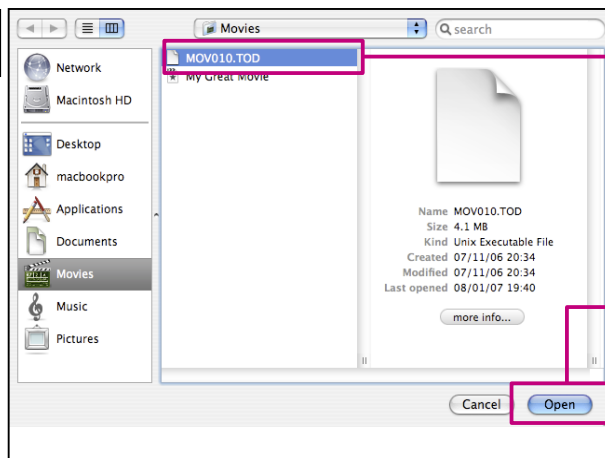 Movies
search
Network
Macintosh HD
Desktop
macbookpro
Applications
Documents
Movies
Music
Pictures
MOV010.TOD
My Great Movie
Name MOV010.TOD
Size 4.1 MB
Kind Unix Executable File
Created 07/11/06 20:34
Modified 07/11/06 20:34
Last opened 08/01/07 19:40
more info...
Cancel
Open